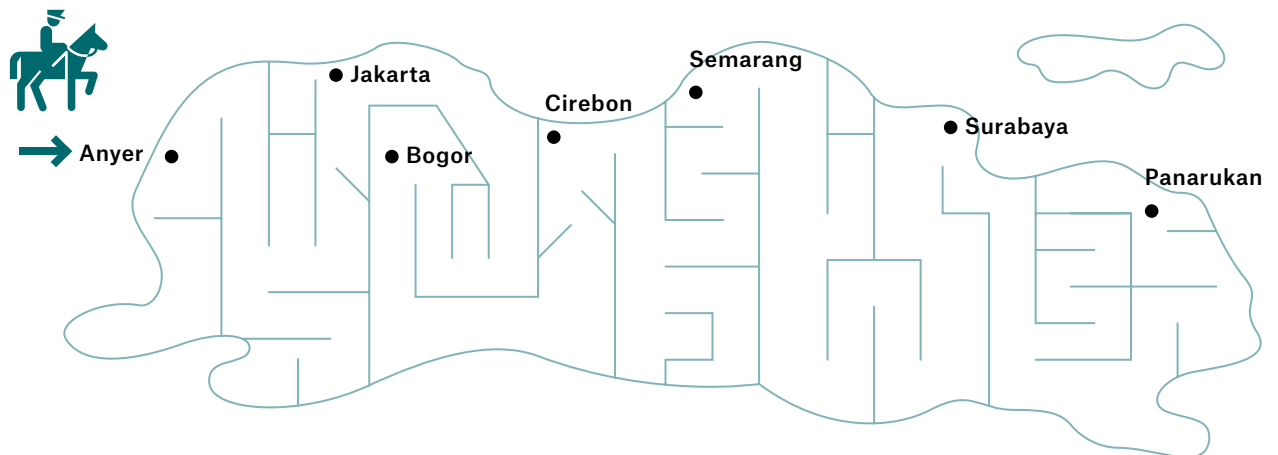 Anyer
Jakarta
Bogor
Cirebon
Semarang
Surabaya
Panarukan